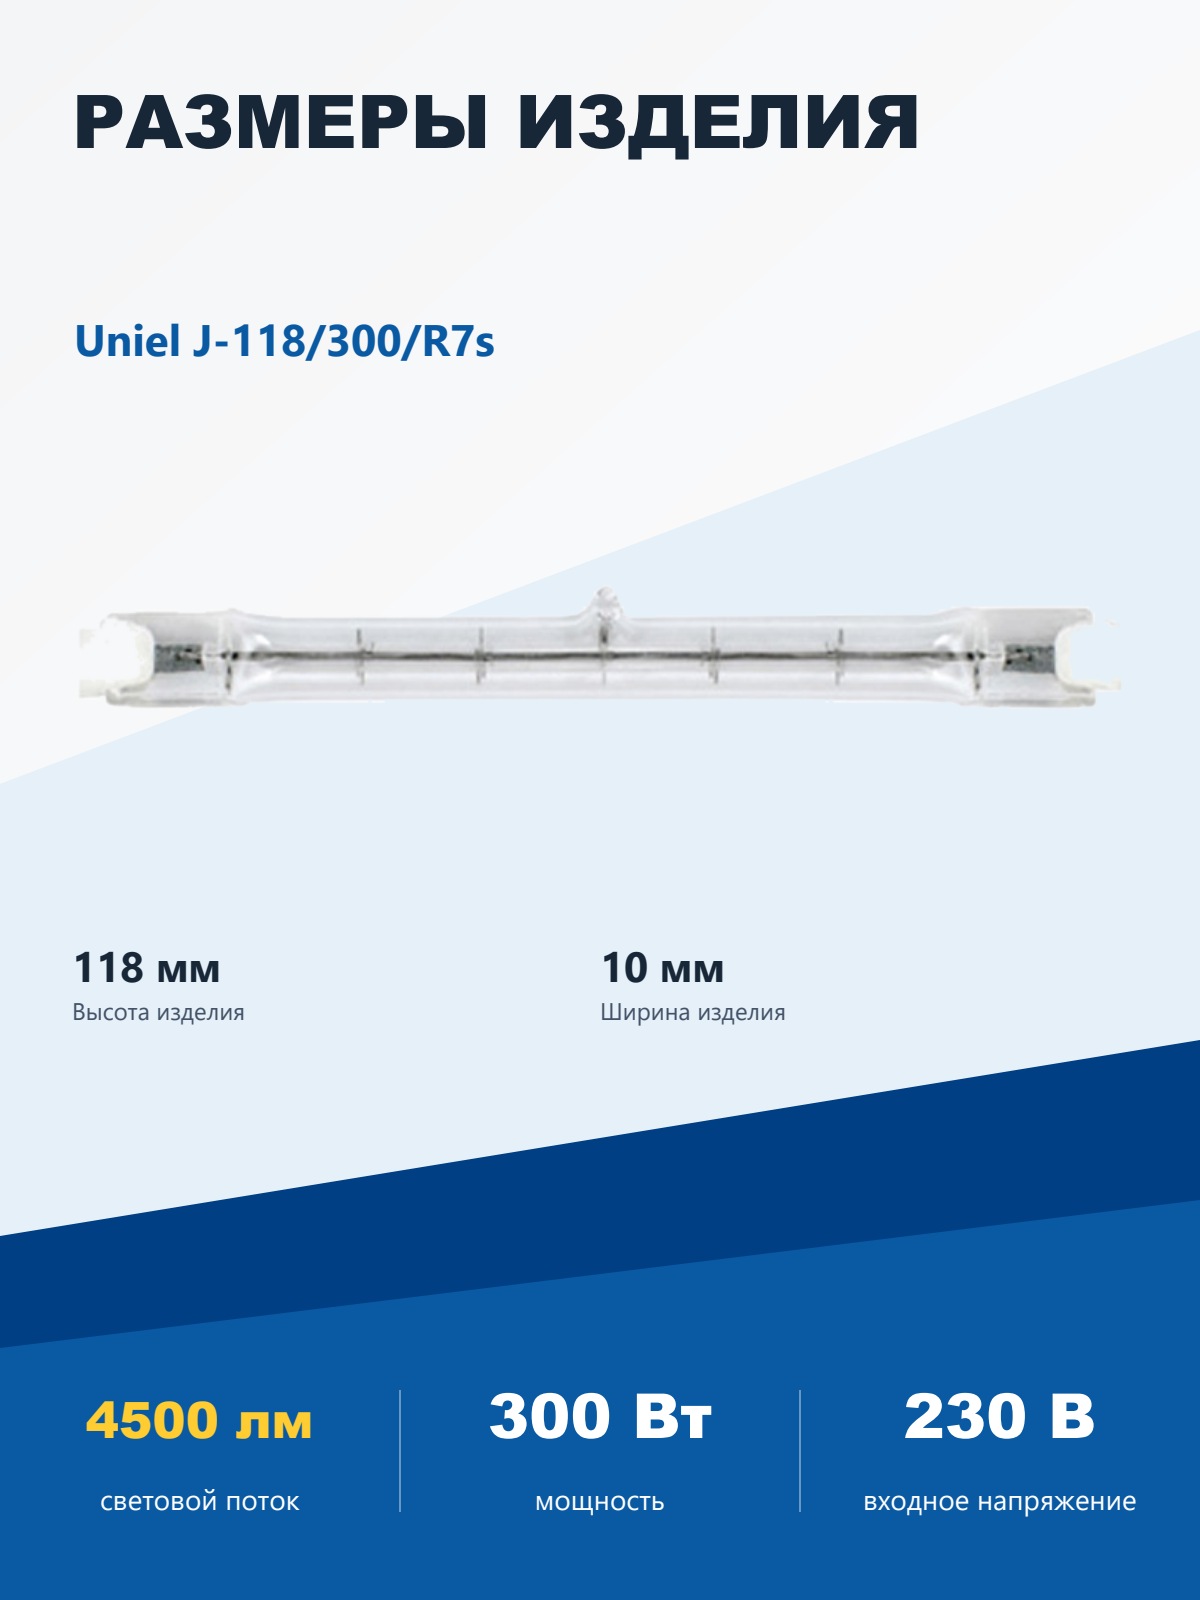 РАЗМЕРЫ ИЗДЕЛИЯ
Uniel J-118/300/R7s
118 мм
Высота изделия
10 мм
Ширина изделия
4500 лм
световой поток
300 Вт
мощность
230 В
входное напряжение